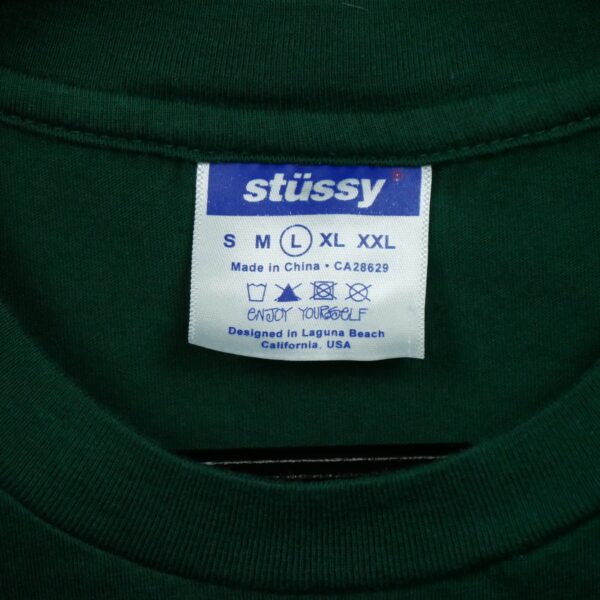 stüssy
S M L XL XXL
Made in China • CA28629
ENJOY YOURSELF
Designed in Laguna Beach
California, USA